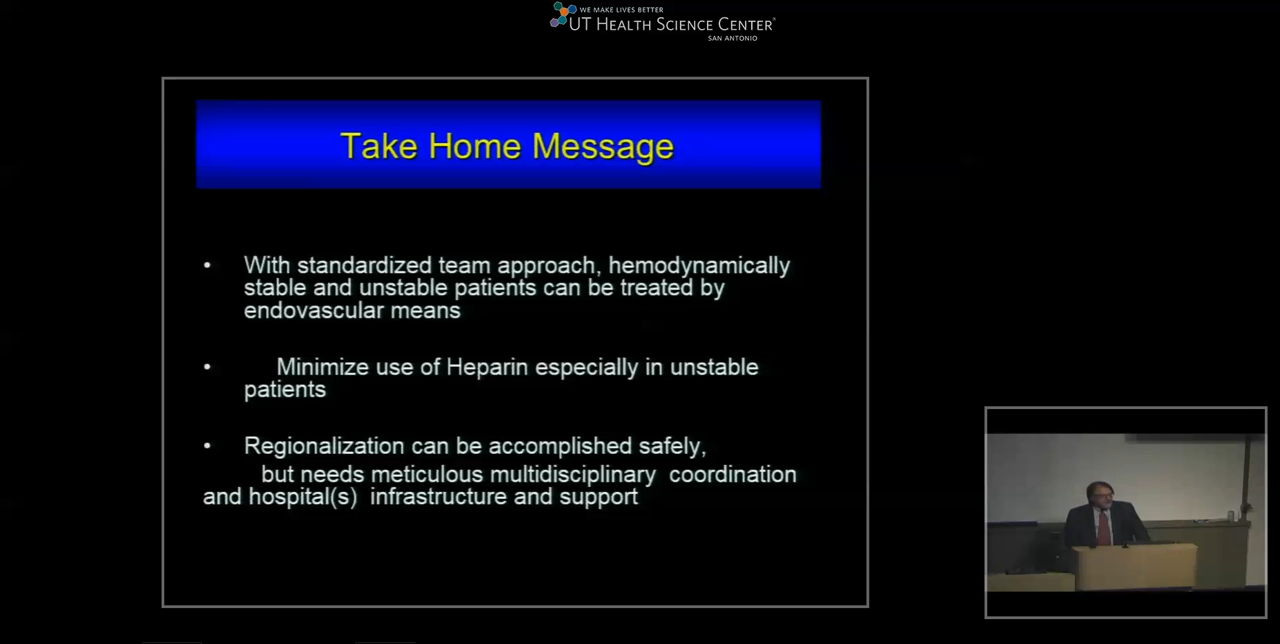 WE MAKE LIVES BETTER
UT HEALTH SCIENCE CENTER®
SAN ANTONIO
Take Home Message
• With standardized team approach, hemodynamically
stable and unstable patients can be treated by
endovascular means
• Minimize use of Heparin especially in unstable
patients
• Regionalization can be accomplished safely,
but needs meticulous multidisciplinary coordination
and hospital(s) infrastructure and support